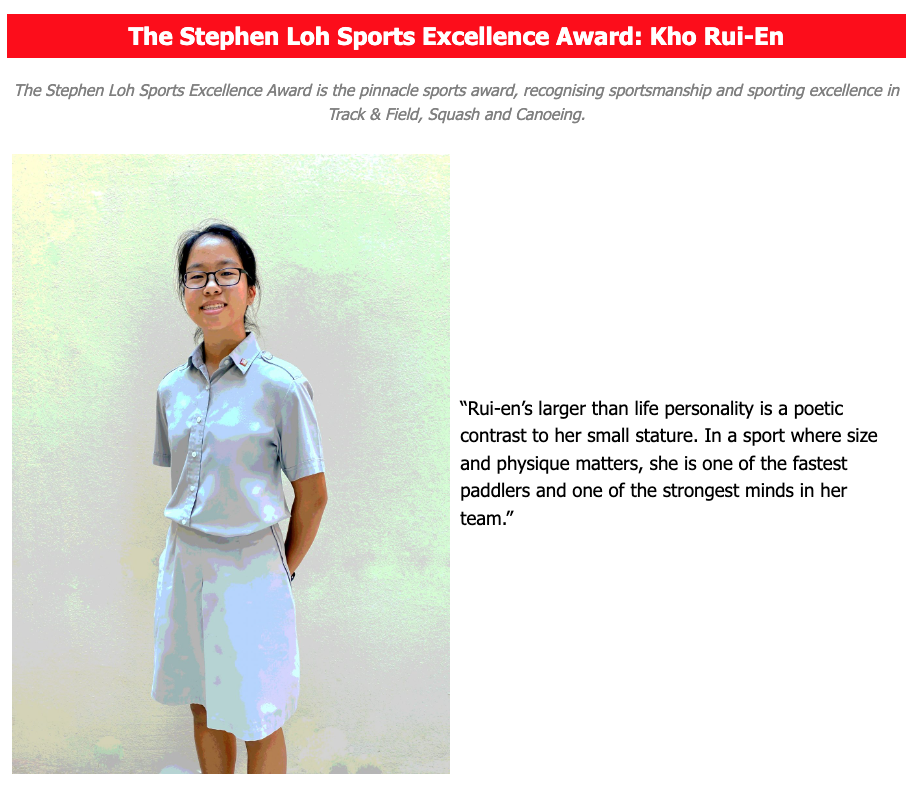 The Stephen Loh Sports Excellence Award: Kho Rui-En
The Stephen Loh Sports Excellence Award is the pinnacle sports award, recognising sportsmanship and sporting excellence in
Track & Field, Squash and Canoeing.
“Rui-en’s larger than life personality is a poetic
contrast to her small stature. In a sport where size
and physique matters, she is one of the fastest
paddlers and one of the strongest minds in her
team.”